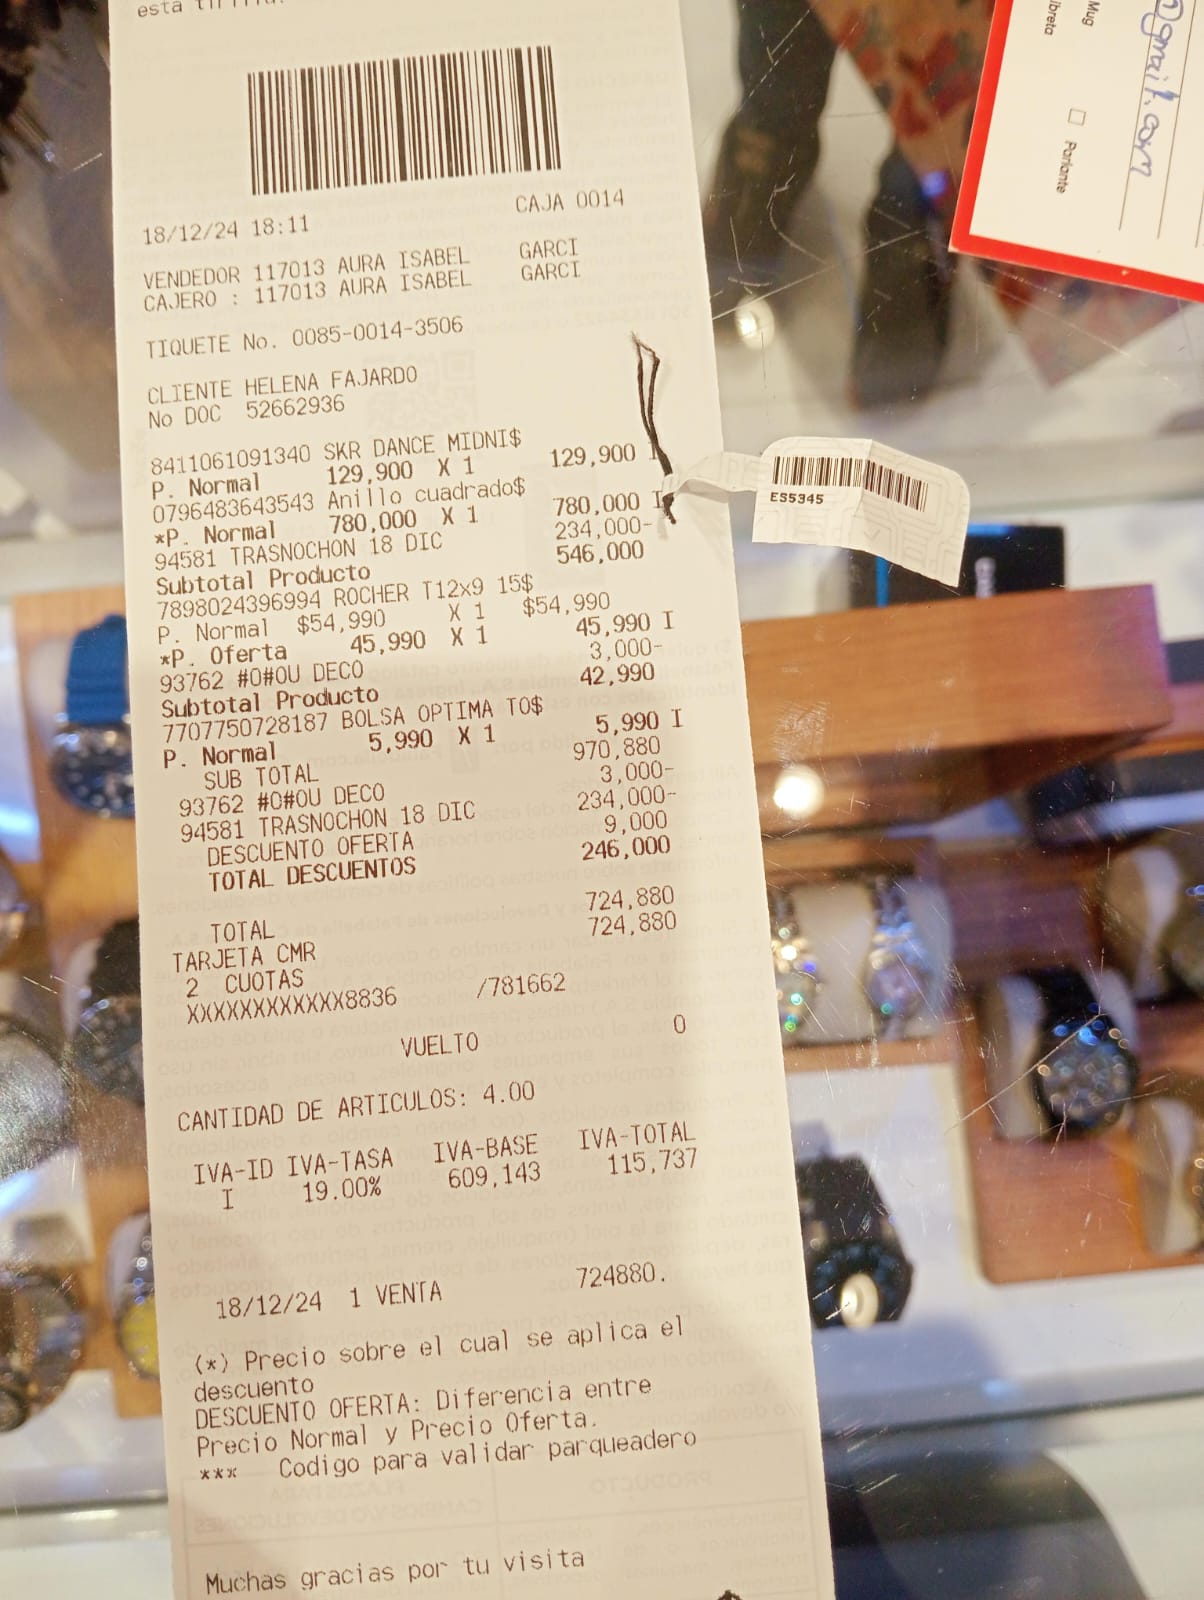 esta
CAJA 0014
18/12/24 18:11
VENDEDOR 117013 AURA ISABEL GARCI
CAJERO : 117013 AURA ISABEL GARCI
TIQUETE No. 0085-0014-3506
CLIENTE HELENA FAJARDO
No DOC 52662936
8411061091340 SKR DANCE MIDNI$
P. Normal 129,900 X 1 129,900 I
0796483643543 Anillo cuadrado$
*P. Normal 780,000 X 1 780,000 I
94581 TRASNOCHON 18 DIC 234,000-
Subtotal Producto 546,000
7898024396994 ROCHER T12x9 15$
P. Normal $54,990 X 1 $54,990
*P. Oferta 45,990 X 1 45,990 I
93762 #O#OU DECO 3,000-
Subtotal Producto 42,990
7707750728187 BOLSA OPTIMA TO$
P. Normal 5,990 X 1 5,990 I
SUB TOTAL 970,880
93762 #O#OU DECO 3,000-
94581 TRASNOCHON 18 DIC 234,000-
DESCUENTO OFERTA 9,000
TOTAL DESCUENTOS 246,000
TOTAL 724,880
TARJETA CMR 724,880
2 CUOTAS
XXXXXXXXXXXX8836 /781662
VUELTO 0
CANTIDAD DE ARTICULOS: 4.00
IVA-ID IVA-TASA IVA-BASE IVA-TOTAL
I 19.00% 609,143 115,737
18/12/24 1 VENTA 724880.
(*) Precio sobre el cual se aplica el
descuento
DESCUENTO OFERTA: Diferencia entre
Precio Normal y Precio Oferta.
*** Codigo para validar parqueadero
Muchas gracias por tu visita
ES5345
Mug
Parlante
@gmail.com